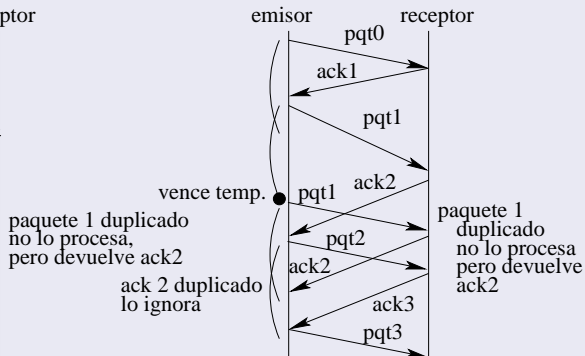 ptor
emisor
receptor
pqt0
ack1
pqt1
ack2
vence temp.
pqt1
paquete 1 duplicado
no lo procesa,
pero devuelve ack2
paquete 1
duplicado
no lo procesa
pero devuelve
ack2
pqt2
ack2
ack 2 duplicado
lo ignora
ack3
pqt3